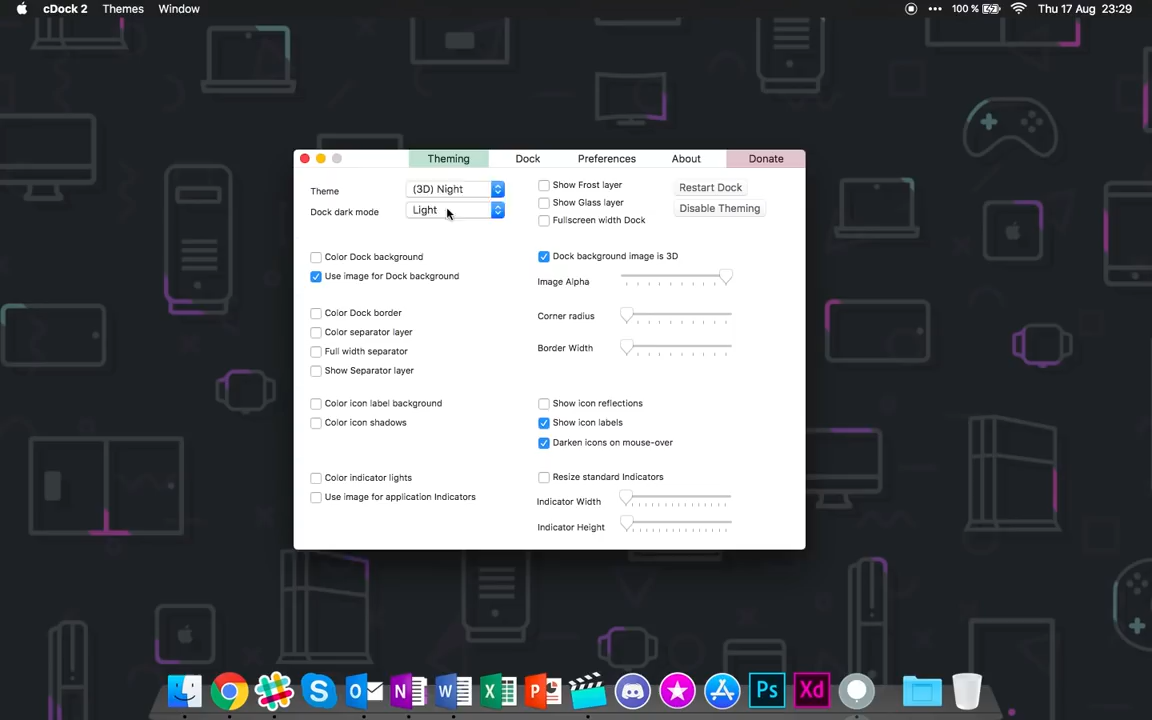 cDock 2 Themes Window 100 % Thu 17 Aug 23:29
Theming Dock Preferences About Donate
Theme (3D) Night
Dock dark mode Light
Show Frost layer
Show Glass layer
Fullscreen width Dock
Restart Dock
Disable Theming
Color Dock background
Use image for Dock background
Dock background image is 3D
Image Alpha
Color Dock border
Color separator layer
Full width separator
Show Separator layer
Corner radius
Border Width
Color icon label background
Color icon shadows
Show icon reflections
Show icon labels
Darken icons on mouse-over
Color indicator lights
Use image for application Indicators
Resize standard Indicators
Indicator Width
Indicator Height
S O N W X P Ps Xd